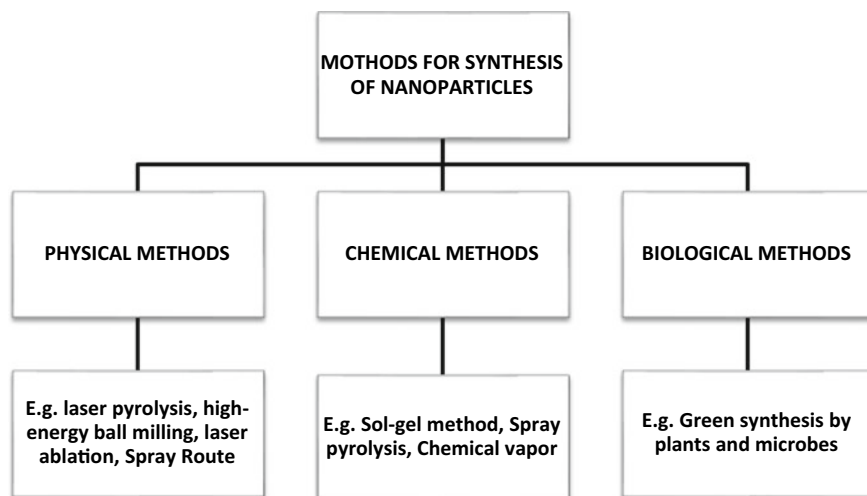 MOTHODS FOR SYNTHESIS
OF NANOPARTICLES
PHYSICAL METHODS
CHEMICAL METHODS
BIOLOGICAL METHODS
E.g. laser pyrolysis, high-
energy ball milling, laser
ablation, Spray Route
E.g. Sol-gel method, Spray
pyrolysis, Chemical vapor
E.g. Green synthesis by
plants and microbes